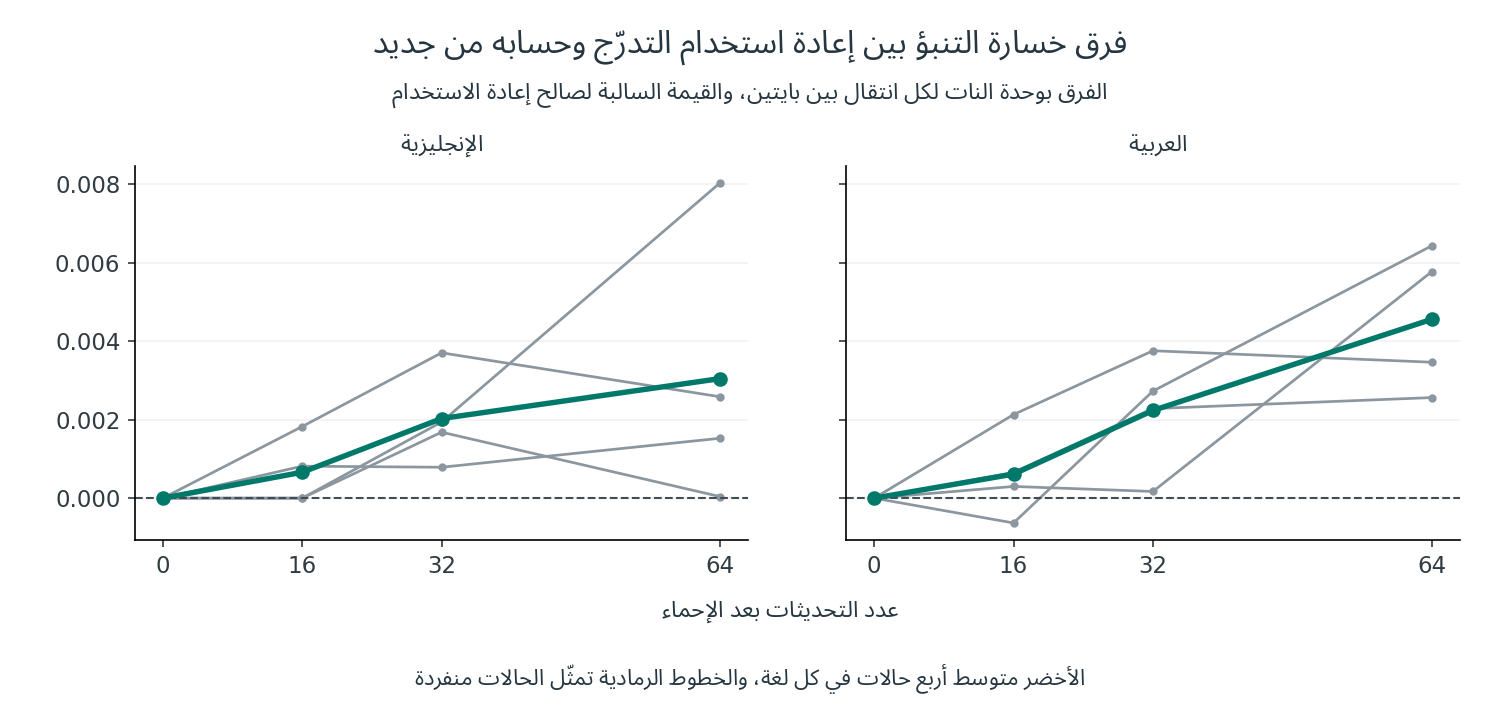 فرق خسارة التنبؤ بين إعادة استخدام التدرّج وحسابه من جديد
الفرق بوحدة النات لكل انتقال بين بايتين، والقيمة السالبة لصالح إعادة الاستخدام
الإنجليزية
العربية
0.008
0.006
0.004
0.002
0.000
0 16 32 64
0 16 32 64
عدد التحديثات بعد الإحماء
الأخضر متوسط أربع حالات في كل لغة، والخطوط الرمادية تمثّل الحالات منفردة